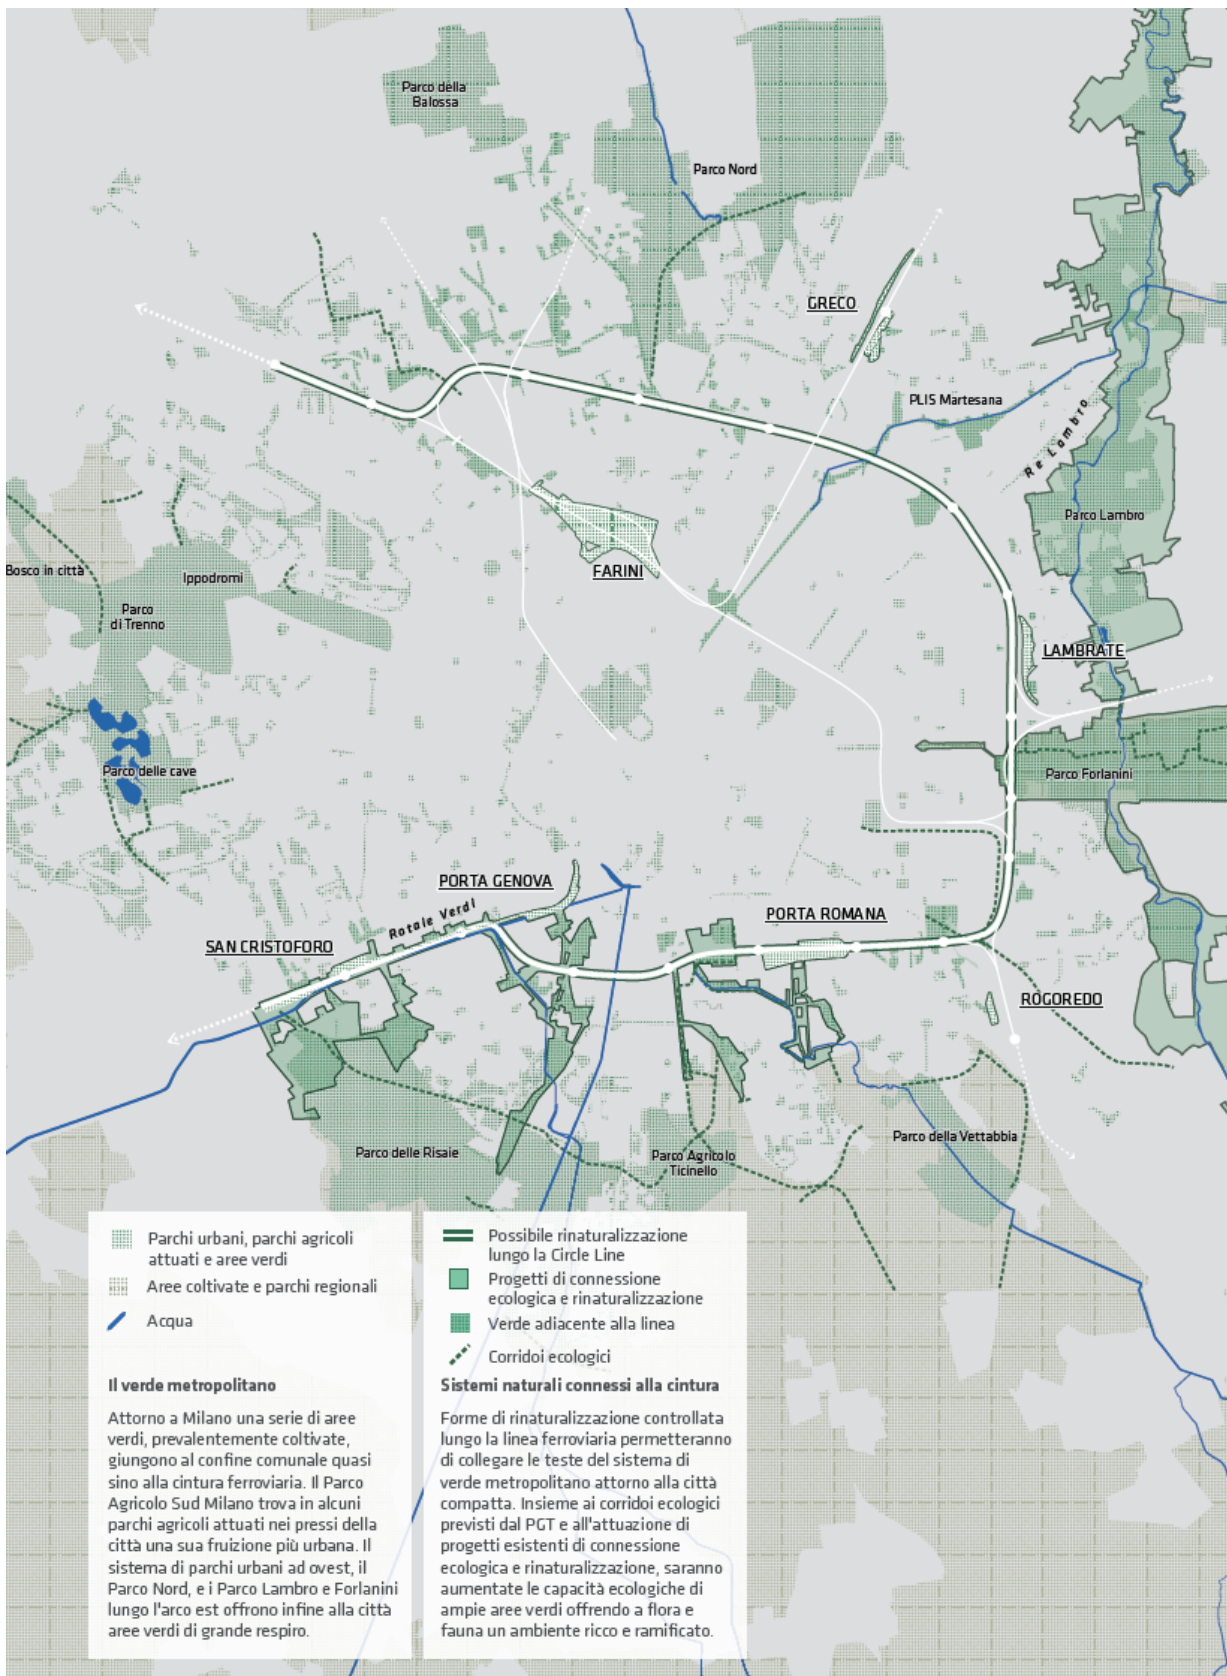 Parco della
Balossa
Parco Nord
GRECO
PLIS Martesana
Re Lambro
Parco Lambro
Bosco in città
Ippodromi
Parco
di Trenno
FARINI
LAMBRATE
Parco delle cave
Parco Forlanini
PORTA GENOVA
Rotaie Verdi
PORTA ROMANA
SAN CRISTOFORO
ROGOREDO
Parco delle Risaie
Parco Agricolo
Ticinello
Parco della Vettabbia
Parchi urbani, parchi agricoli
attuati e aree verdi
Aree coltivate e parchi regionali
Acqua
Il verde metropolitano
Attorno a Milano una serie di aree
verdi, prevalentemente coltivate,
giungono al confine comunale quasi
sino alla cintura ferroviaria. Il Parco
Agricolo Sud Milano trova in alcuni
parchi agricoli attuati nei pressi della
città una sua fruizione più urbana. Il
sistema di parchi urbani ad ovest, il
Parco Nord, e i Parco Lambro e Forlanini
lungo l'arco est offrono infine alla città
aree verdi di grande respiro.
Possibile rinaturalizzazione
lungo la Circle Line
Progetti di connessione
ecologica e rinaturalizzazione
Verde adiacente alla linea
Corridoi ecologici
Sistemi naturali connessi alla cintura
Forme di rinaturalizzazione controllata
lungo la linea ferroviaria permetteranno
di collegare le teste del sistema di
verde metropolitano attorno alla città
compatta. Insieme ai corridoi ecologici
previsti dal PGT e all'attuazione di
progetti esistenti di connessione
ecologica e rinaturalizzazione, saranno
aumentate le capacità ecologiche di
ampie aree verdi offrendo a flora e
fauna un ambiente ricco e ramificato.